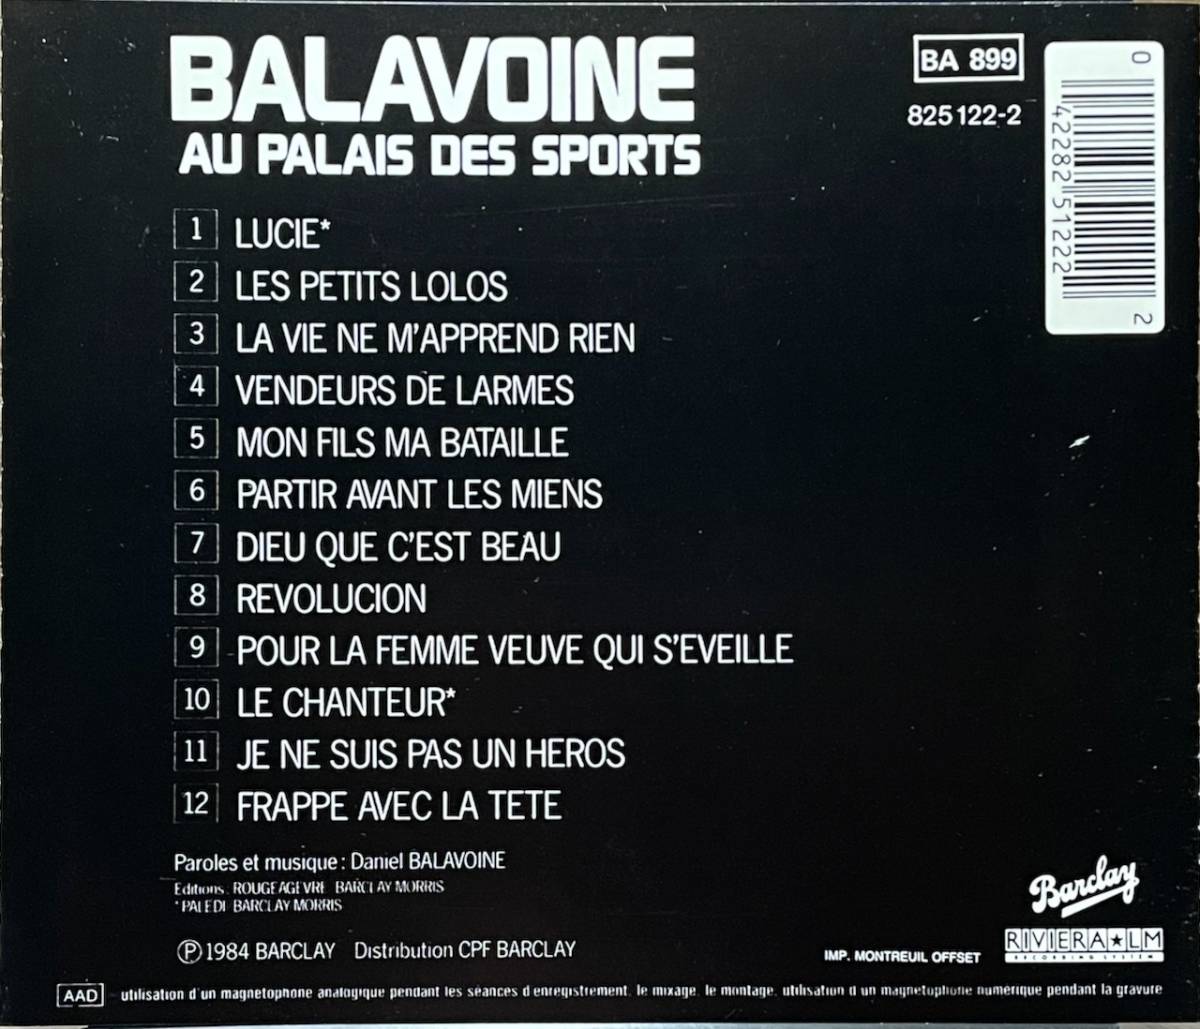 BALAVOINE
AU PALAIS DES SPORTS
BA 899
825 122-2
0 42282 51222 2
1 LUCIE*
2 LES PETITS LOLOS
3 LA VIE NE M'APPREND RIEN
4 VENDEURS DE LARMES
5 MON FILS MA BATAILLE
6 PARTIR AVANT LES MIENS
7 DIEU QUE C'EST BEAU
8 REVOLUCION
9 POUR LA FEMME VEUVE QUI S'EVEILLE
10 LE CHANTEUR*
11 JE NE SUIS PAS UN HEROS
12 FRAPPE AVEC LA TETE
Paroles et musique : Daniel BALAVOINE
Editions. ROUGEAGEVRE BARCLAY MORRIS
* PALEDI BARCLAY MORRIS
Ⓟ 1984 BARCLAY Distribution CPF BARCLAY
IMP. MONTREUIL OFFSET
Barclay
RIVIERA★LM
RECORDING SYSTEM
AAD utilisation d'un magnetophone analogique pendant les séances d'enregistrement, le mixage, le montage, utilisation d'un magnetophone numérique pendant la gravure